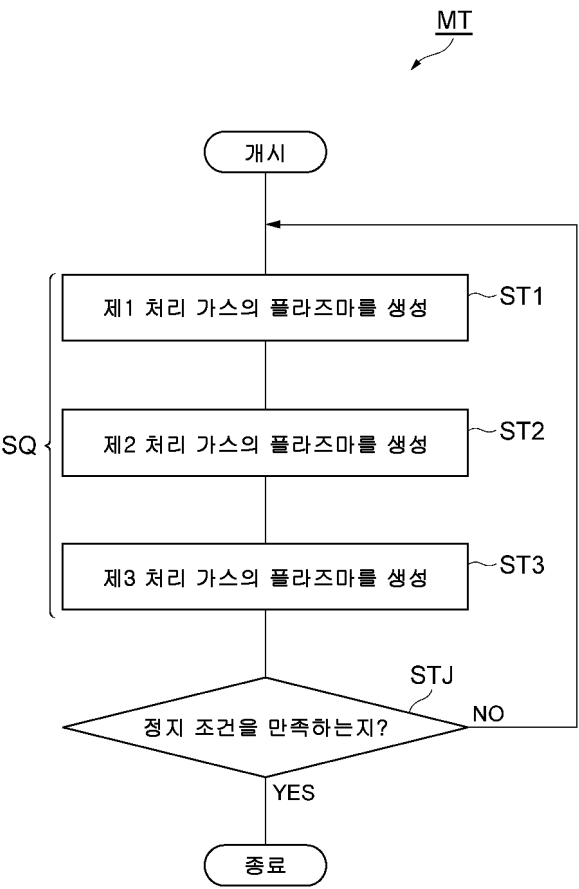 MT
개시
제1 처리 가스의 플라즈마를 생성
ST1
SQ
제2 처리 가스의 플라즈마를 생성
ST2
제3 처리 가스의 플라즈마를 생성
ST3
STJ
정지 조건을 만족하는지?
NO
YES
종료